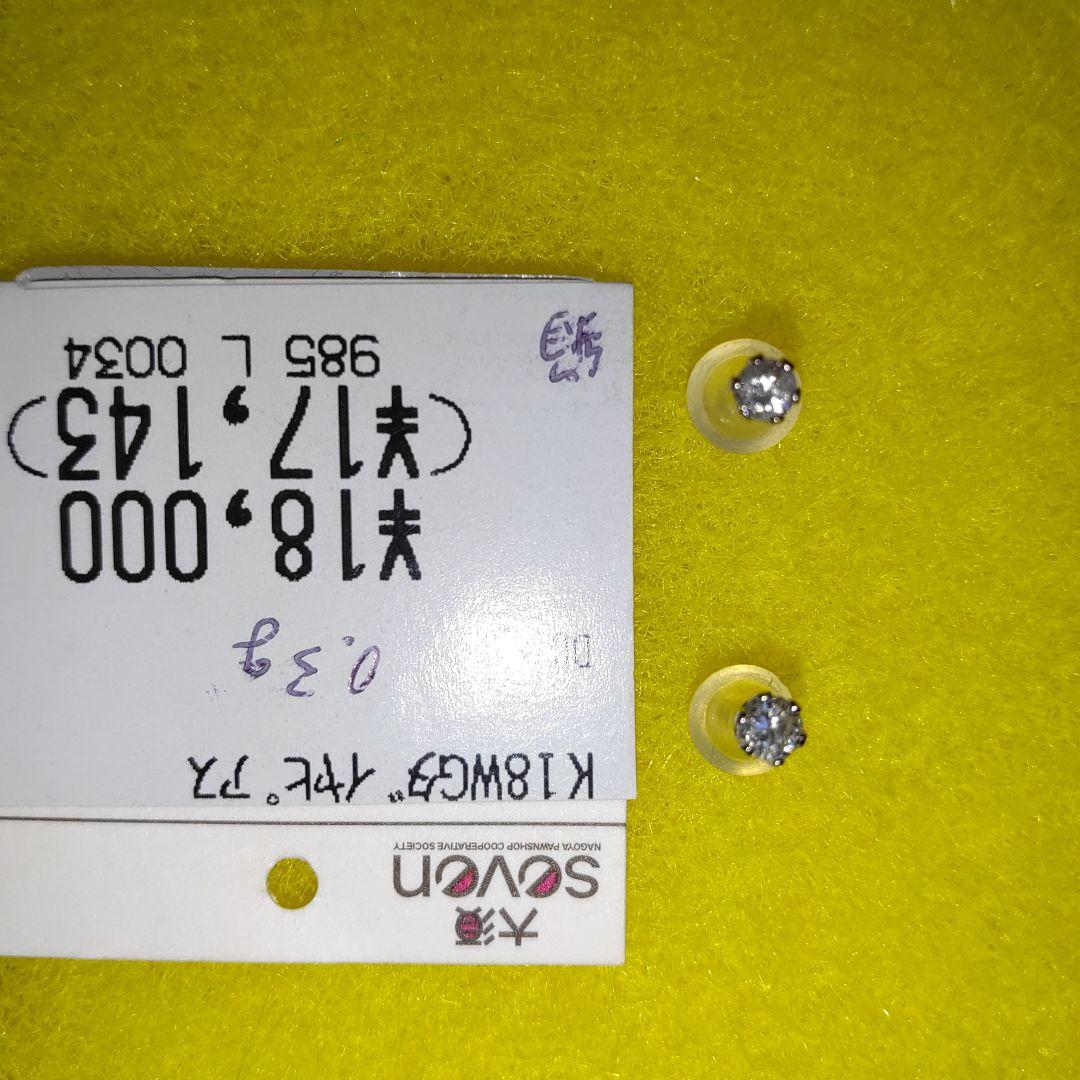 大須
seven
NAGOYA PAWNSHOP COOPERATIVE SOCIETY
K18WGダイヤピアス
0.3g
¥18,000
(¥17,143)
985 L 0034